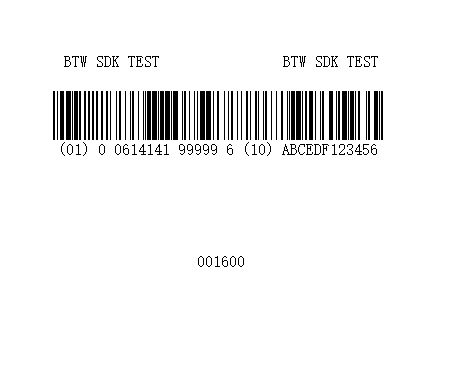 BTW SDK TEST BTW SDK TEST
(01) 0 0614141 99999 6 (10) ABCEDF123456
001600